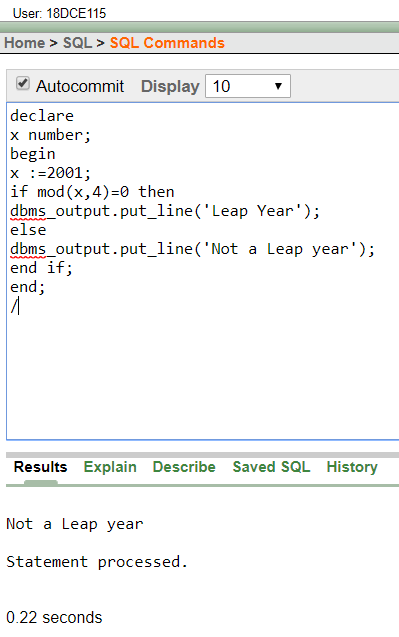 User: 18DCE115
Home > SQL > SQL Commands
Autocommit Display 10
declare
x number;
begin
x :=2001;
if mod(x,4)=0 then
dbms_output.put_line('Leap Year');
else
dbms_output.put_line('Not a Leap year');
end if;
end;
/
Results Explain Describe Saved SQL History
Not a Leap year
Statement processed.
0.22 seconds